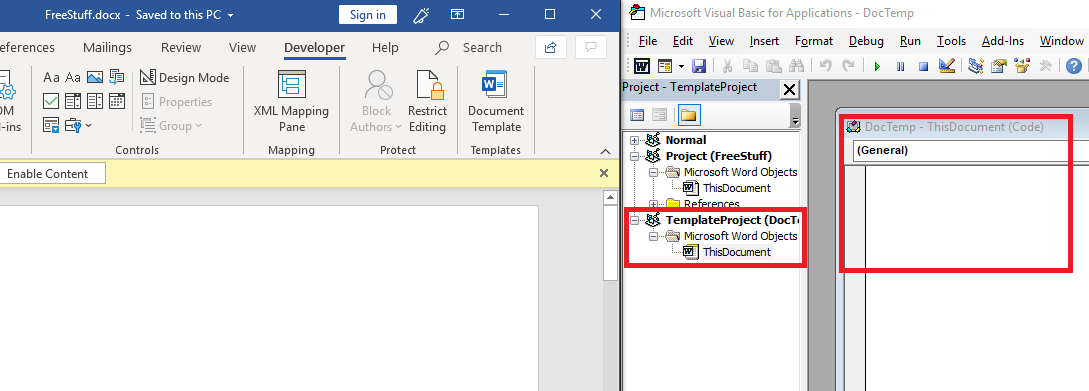 FreeStuff.docx - Saved to this PC
Sign in
eferences Mailings Review View Developer Help Search
Aa Aa
Design Mode
Properties
Group
OM
l-ins
Controls
XML Mapping
Pane
Mapping
Block
Authors
Restrict
Editing
Protect
Document
Template
Templates
Enable Content
Microsoft Visual Basic for Applications - DocTemp
File Edit View Insert Format Debug Run Tools Add-Ins Window
Project - TemplateProject
Normal
Project (FreeStuff)
Microsoft Word Objects
ThisDocument
References
TemplateProject (DocTe
Microsoft Word Objects
ThisDocument
DocTemp - ThisDocument (Code)
(General)